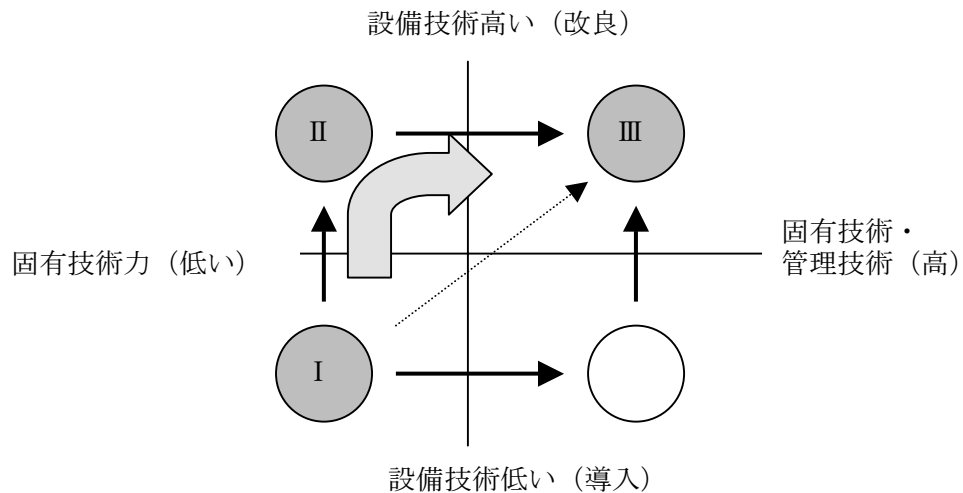 設備技術高い（改良）
Ⅱ
Ⅲ
固有技術力（低い）
固有技術・
管理技術（高）
Ⅰ
設備技術低い（導入）